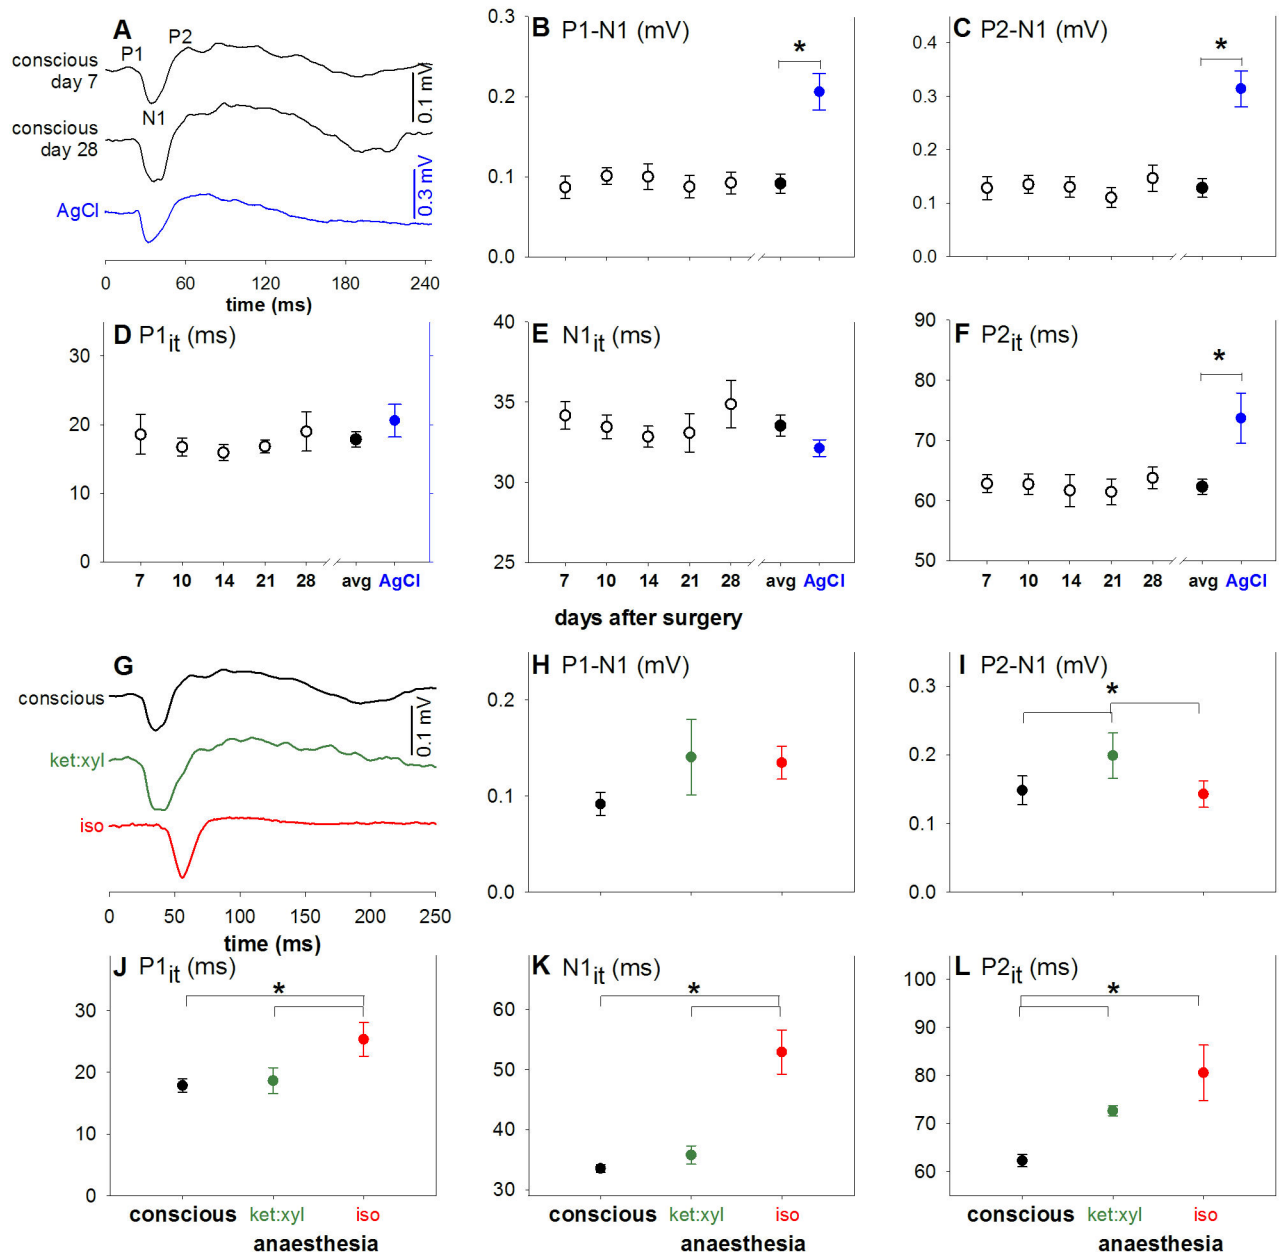 A
P1
P2
N1
conscious
day 7
conscious
day 28
AgCl
0.1 mV
0.3 mV
0 60 120 180 240
time (ms)
B P1-N1 (mV)
*
0.3
0.2
0.1
0.0
C P2-N1 (mV)
*
0.4
0.3
0.2
0.1
0.0
D P1it (ms)
30
20
10
0
7 10 14 21 28 avg AgCl
E N1it (ms)
40
35
30
25
7 10 14 21 28 avg AgCl
days after surgery
F P2it (ms)
*
90
80
70
60
50
7 10 14 21 28 avg AgCl
G
conscious
ket:xyl
iso
0.1 mV
0 50 100 150 200 250
time (ms)
H P1-N1 (mV)
0.2
0.1
0.0
I P2-N1 (mV)
*
0.3
0.2
0.1
0.0
J P1it (ms)
*
30
20
10
0
conscious ket:xyl iso
anaesthesia
K N1it (ms)
*
60
50
40
30
conscious ket:xyl iso
anaesthesia
L P2it (ms)
*
100
90
80
70
60
conscious ket:xyl iso
anaesthesia